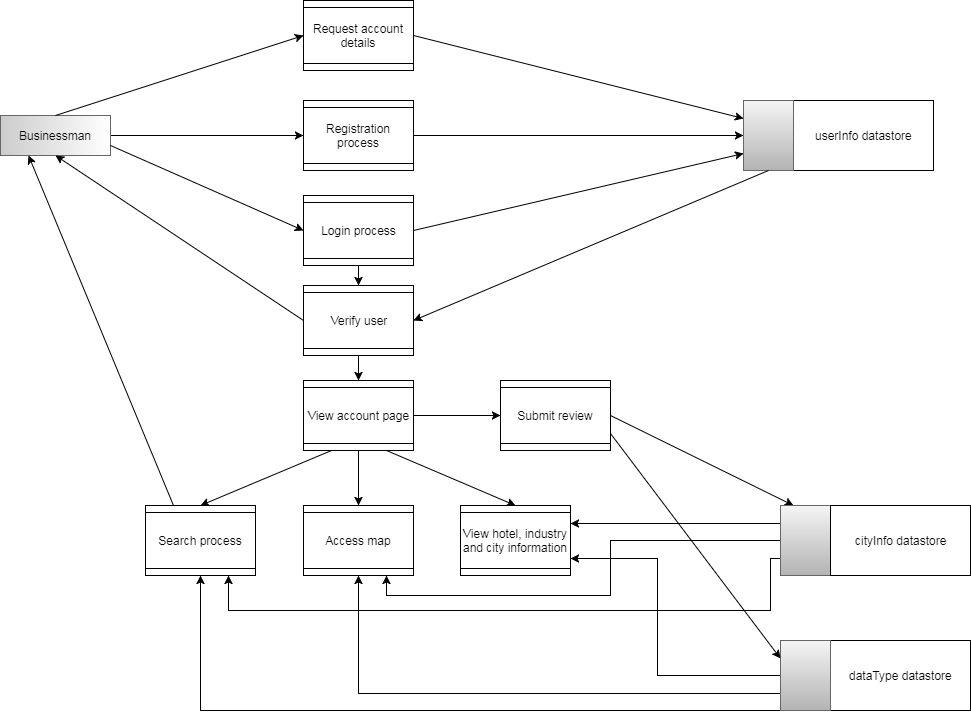 Request account
details
Businessman
Registration
process
userInfo datastore
Login process
Verify user
View account page
Submit review
Search process
Access map
View hotel, industry
and city information
cityInfo datastore
dataType datastore